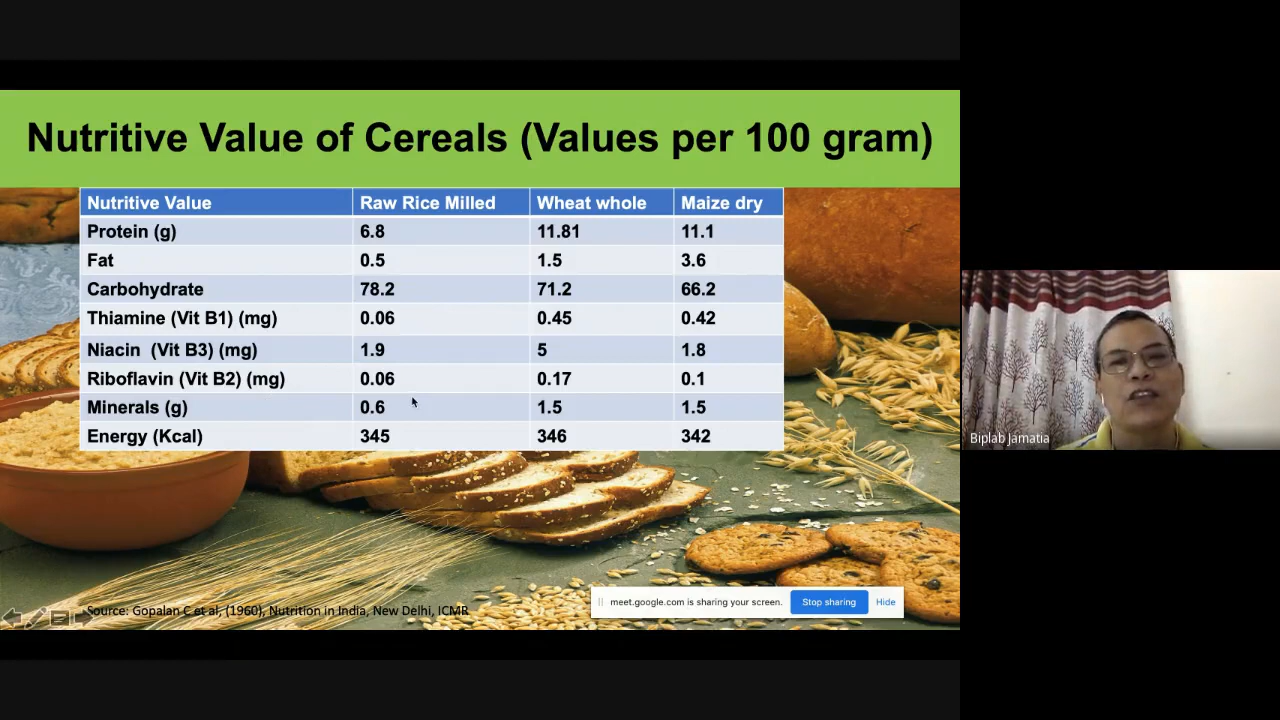 Nutritive Value of Cereals (Values per 100 gram)
Nutritive Value Raw Rice Milled Wheat whole Maize dry
Protein (g) 6.8 11.81 11.1
Fat 0.5 1.5 3.6
Carbohydrate 78.2 71.2 66.2
Thiamine (Vit B1) (mg) 0.06 0.45 0.42
Niacin (Vit B3) (mg) 1.9 5 1.8
Riboflavin (Vit B2) (mg) 0.06 0.17 0.1
Minerals (g) 0.6 1.5 1.5
Energy (Kcal) 345 346 342
Source: Gopalan C et al, (1960), Nutrition in India, New Delhi, ICMR
meet.google.com is sharing your screen. Stop sharing Hide
Biplab Jamatia